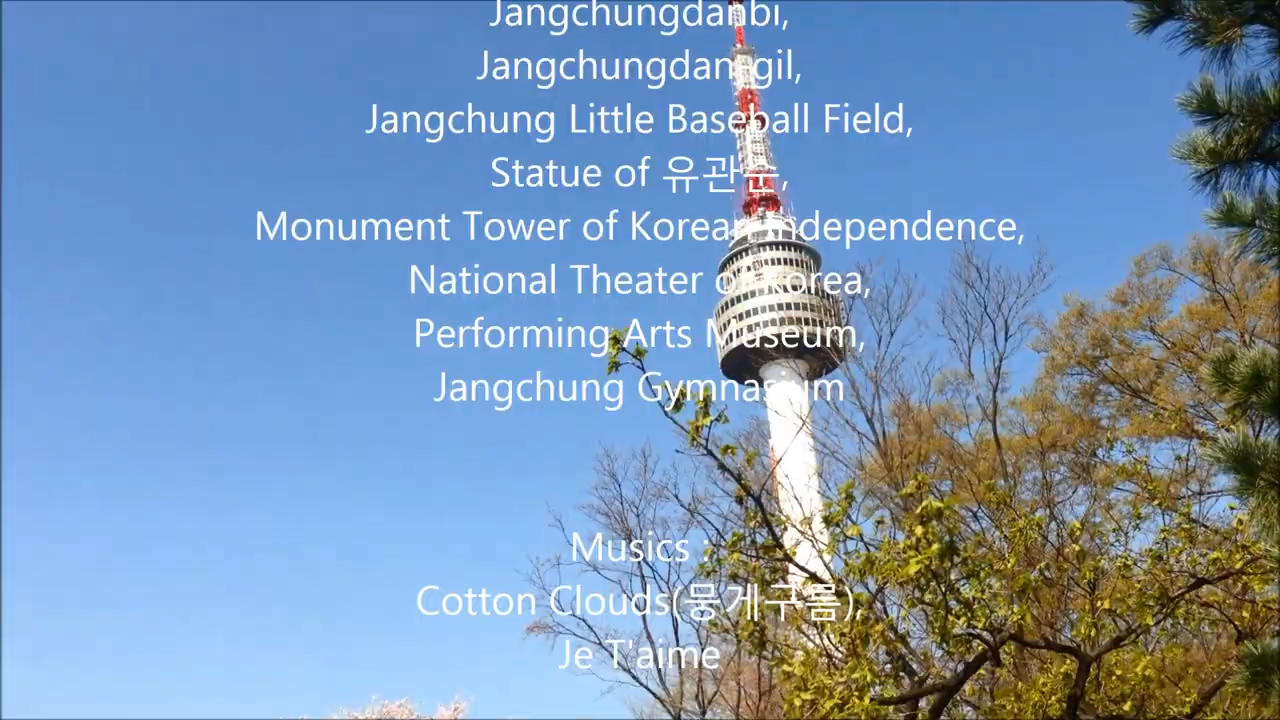 Jangchungdanbi,
Jangchungdan-gil,
Jangchung Little Baseball Field,
Statue of 유관순,
Monument Tower of Korean Independence,
National Theater of Korea,
Performing Arts Museum,
Jangchung Gymnasium
Musics :
Cotton Clouds(뭉게구름),
Je T'aime